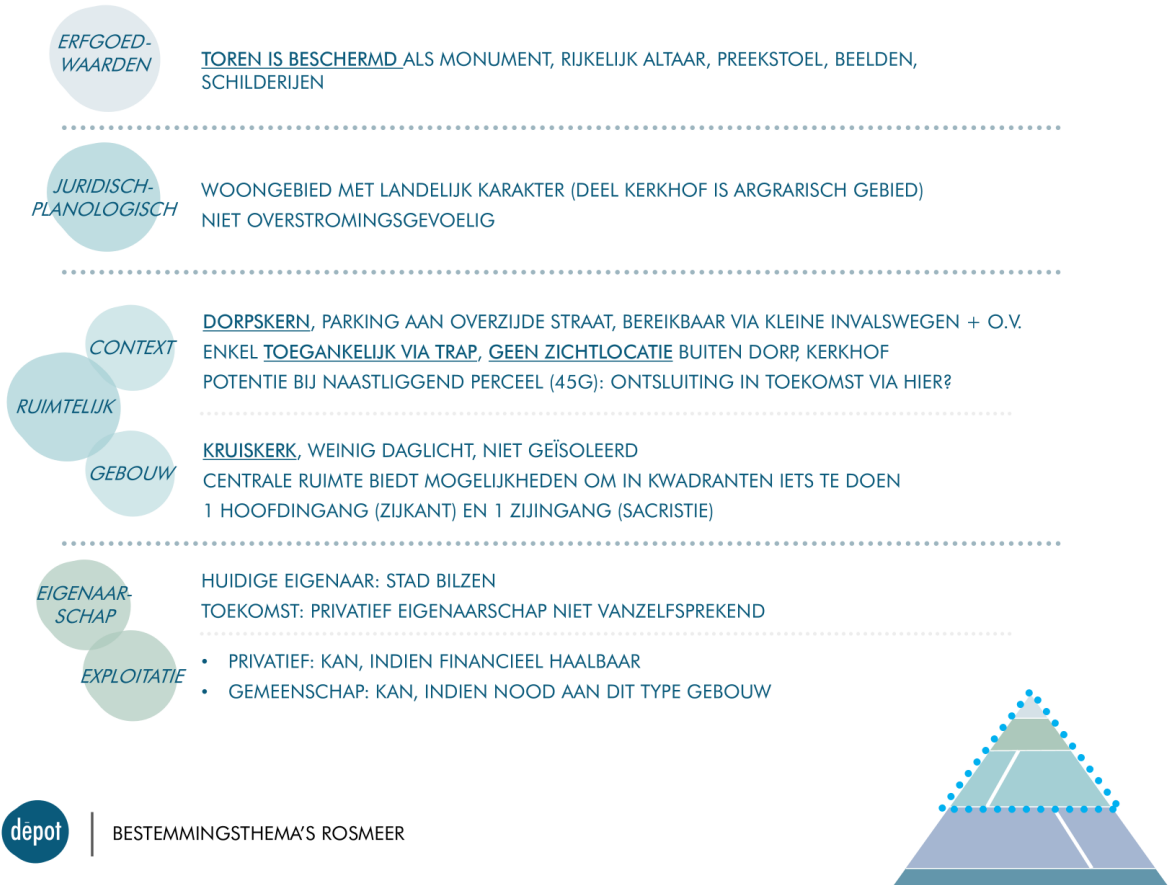 ERFGOED-
WAARDEN
TOREN IS BESCHERMD ALS MONUMENT, RIJKELIJK ALTAAR, PREEKSTOEL, BEELDEN,
SCHILDERIJEN
JURIDISCH-
PLANOLOGISCH
WOONGEBIED MET LANDELIJK KARAKTER (DEEL KERKHOF IS ARGRARISCH GEBIED)
NIET OVERSTROMINGSGEVOELIG
RUIMTELIJK
CONTEXT
DORPSKERN, PARKING AAN OVERZIJDE STRAAT, BEREIKBAAR VIA KLEINE INVALSWEGEN + O.V.
ENKEL TOEGANKELIJK VIA TRAP, GEEN ZICHTLOCATIE BUITEN DORP, KERKHOF
POTENTIE BIJ NAASTLIGGEND PERCEEL (45G): ONTSLUITING IN TOEKOMST VIA HIER?
GEBOUW
KRUISKERK, WEINIG DAGLICHT, NIET GEÏSOLEERD
CENTRALE RUIMTE BIEDT MOGELIJKHEDEN OM IN KWADRANTEN IETS TE DOEN
1 HOOFDINGANG (ZIJKANT) EN 1 ZIJINGANG (SACRISTIE)
EIGENAAR-
SCHAP
HUIDIGE EIGENAAR: STAD BILZEN
TOEKOMST: PRIVATIEF EIGENAARSCHAP NIET VANZELFSPREKEND
EXPLOITATIE
• PRIVATIEF: KAN, INDIEN FINANCIEEL HAALBAAR
• GEMEENSCHAP: KAN, INDIEN NOOD AAN DIT TYPE GEBOUW
dēpot
BESTEMMINGSTHEMA'S ROSMEER